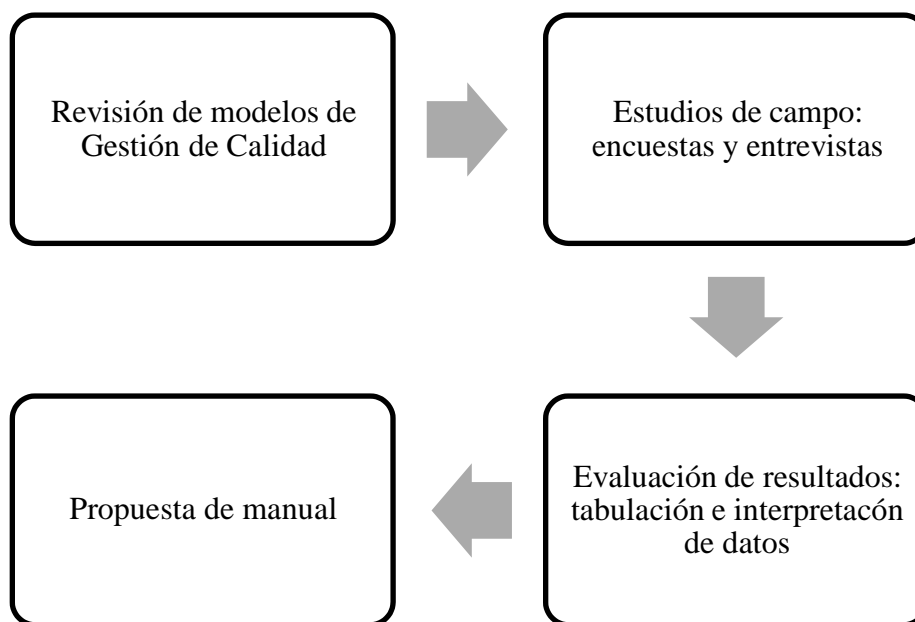 Revisión de modelos de
Gestión de Calidad
Estudios de campo:
encuestas y entrevistas
Evaluación de resultados:
tabulación e interpretacón
de datos
Propuesta de manual